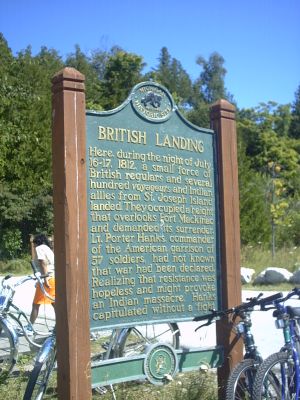 BRITISH LANDING
Here, during the night of July
16-17, 1812, a small force of
British regulars and several
hundred voyageurs and Indian
allies from St. Joseph Island
landed. They occupied a height
that overlooks Fort Mackinac
and demanded its surrender.
Lt. Porter Hanks, commander
of the American garrison of
57 soldiers, had not known
that war had been declared.
Realizing that resistance was
hopeless and might provoke
an Indian massacre, Hanks
capitulated without a fight.